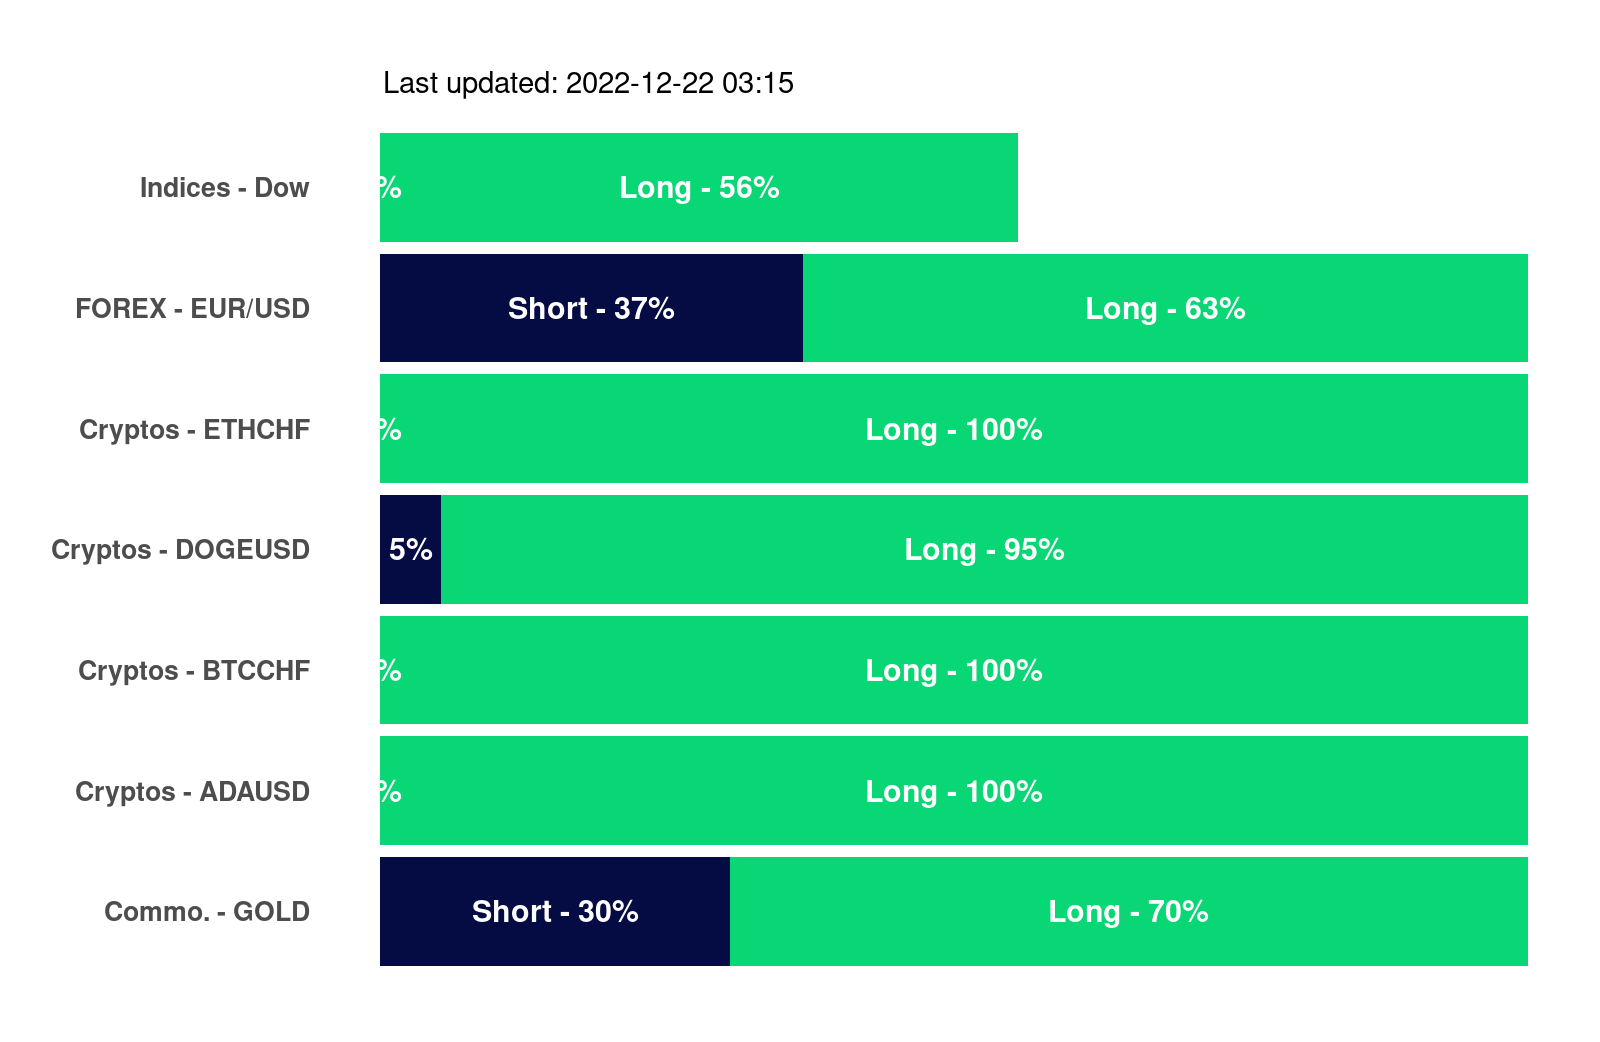 Last updated: 2022-12-22 03:15
Indices - Dow % Long - 56%
FOREX - EUR/USD Short - 37% Long - 63%
Cryptos - ETHCHF % Long - 100%
Cryptos - DOGEUSD 5% Long - 95%
Cryptos - BTCCHF % Long - 100%
Cryptos - ADAUSD % Long - 100%
Commo. - GOLD Short - 30% Long - 70%